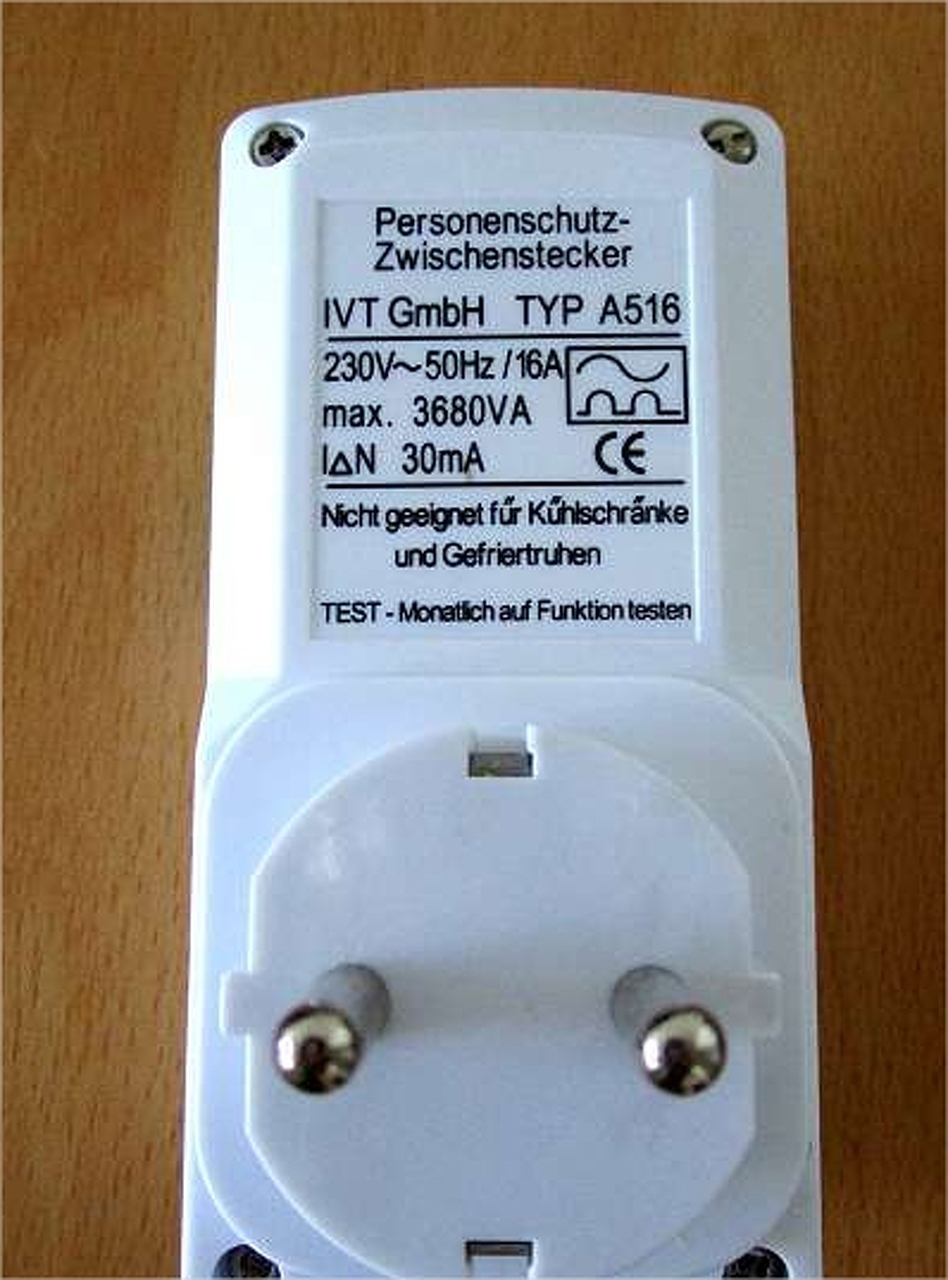 Personenschutz-
Zwischenstecker
IVT GmbH TYP A516
230V~50Hz /16A
max. 3680VA
I∆N 30mA CE
Nicht geeignet für Kűhlschränke
und Gefriertruhen
TEST - Monatlich auf Funktion testen